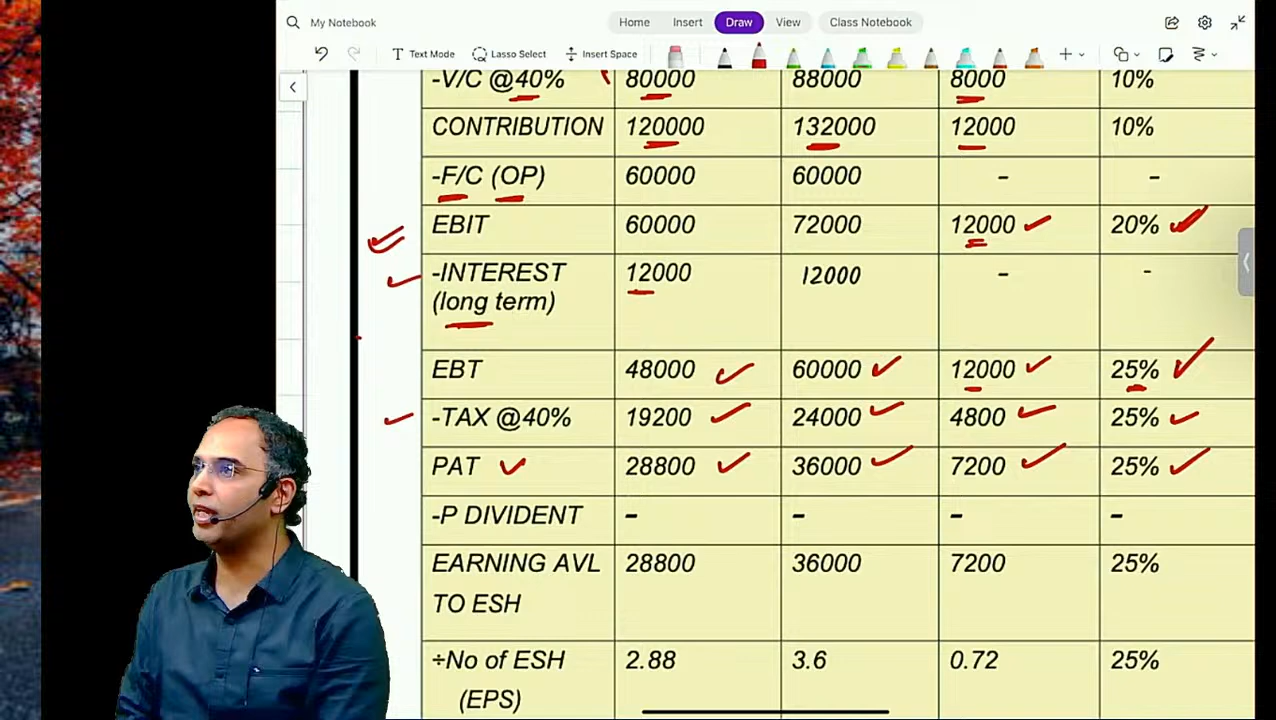 My Notebook
Home Insert Draw View Class Notebook
Text Mode Lasso Select Insert Space
-V/C @40% 80000 88000 8000 10%
CONTRIBUTION 120000 132000 12000 10%
-F/C (OP) 60000 60000 - -
EBIT 60000 72000 12000 20%
-INTEREST 12000 12000 - -
(long term)
EBT 48000 60000 12000 25%
-TAX @40% 19200 24000 4800 25%
PAT 28800 36000 7200 25%
-P DIVIDENT - - - -
EARNING AVL 28800 36000 7200 25%
TO ESH
÷No of ESH 2.88 3.6 0.72 25%
(EPS)